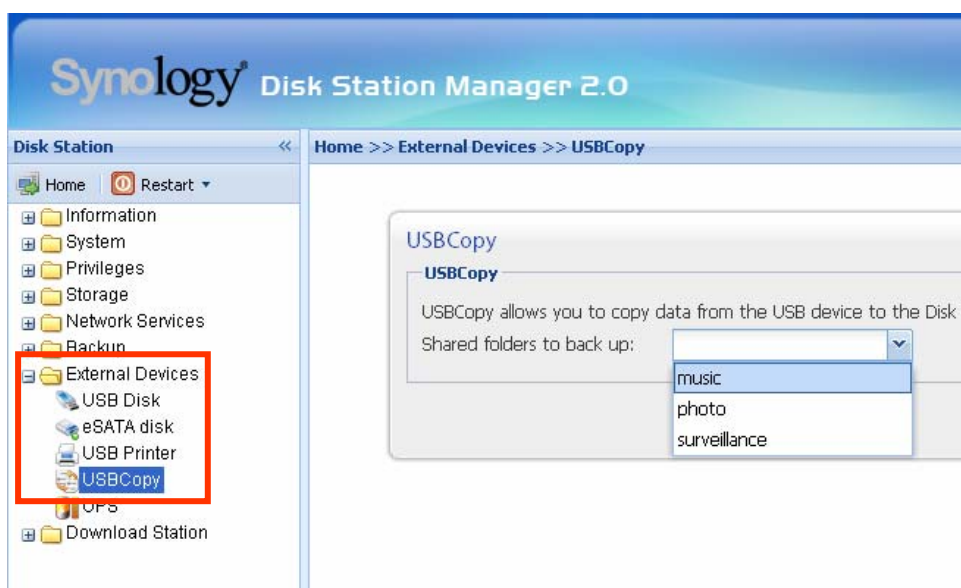 Synology Disk Station Manager 2.0
Disk Station «
Home >> External Devices >> USBCopy
Home Restart
Information
System
Privileges
Storage
Network Services
Backup
External Devices
USB Disk
eSATA disk
USB Printer
USBCopy
UPS
Download Station
USBCopy
USBCopy
USBCopy allows you to copy data from the USB device to the Disk
Shared folders to back up:
music
photo
surveillance